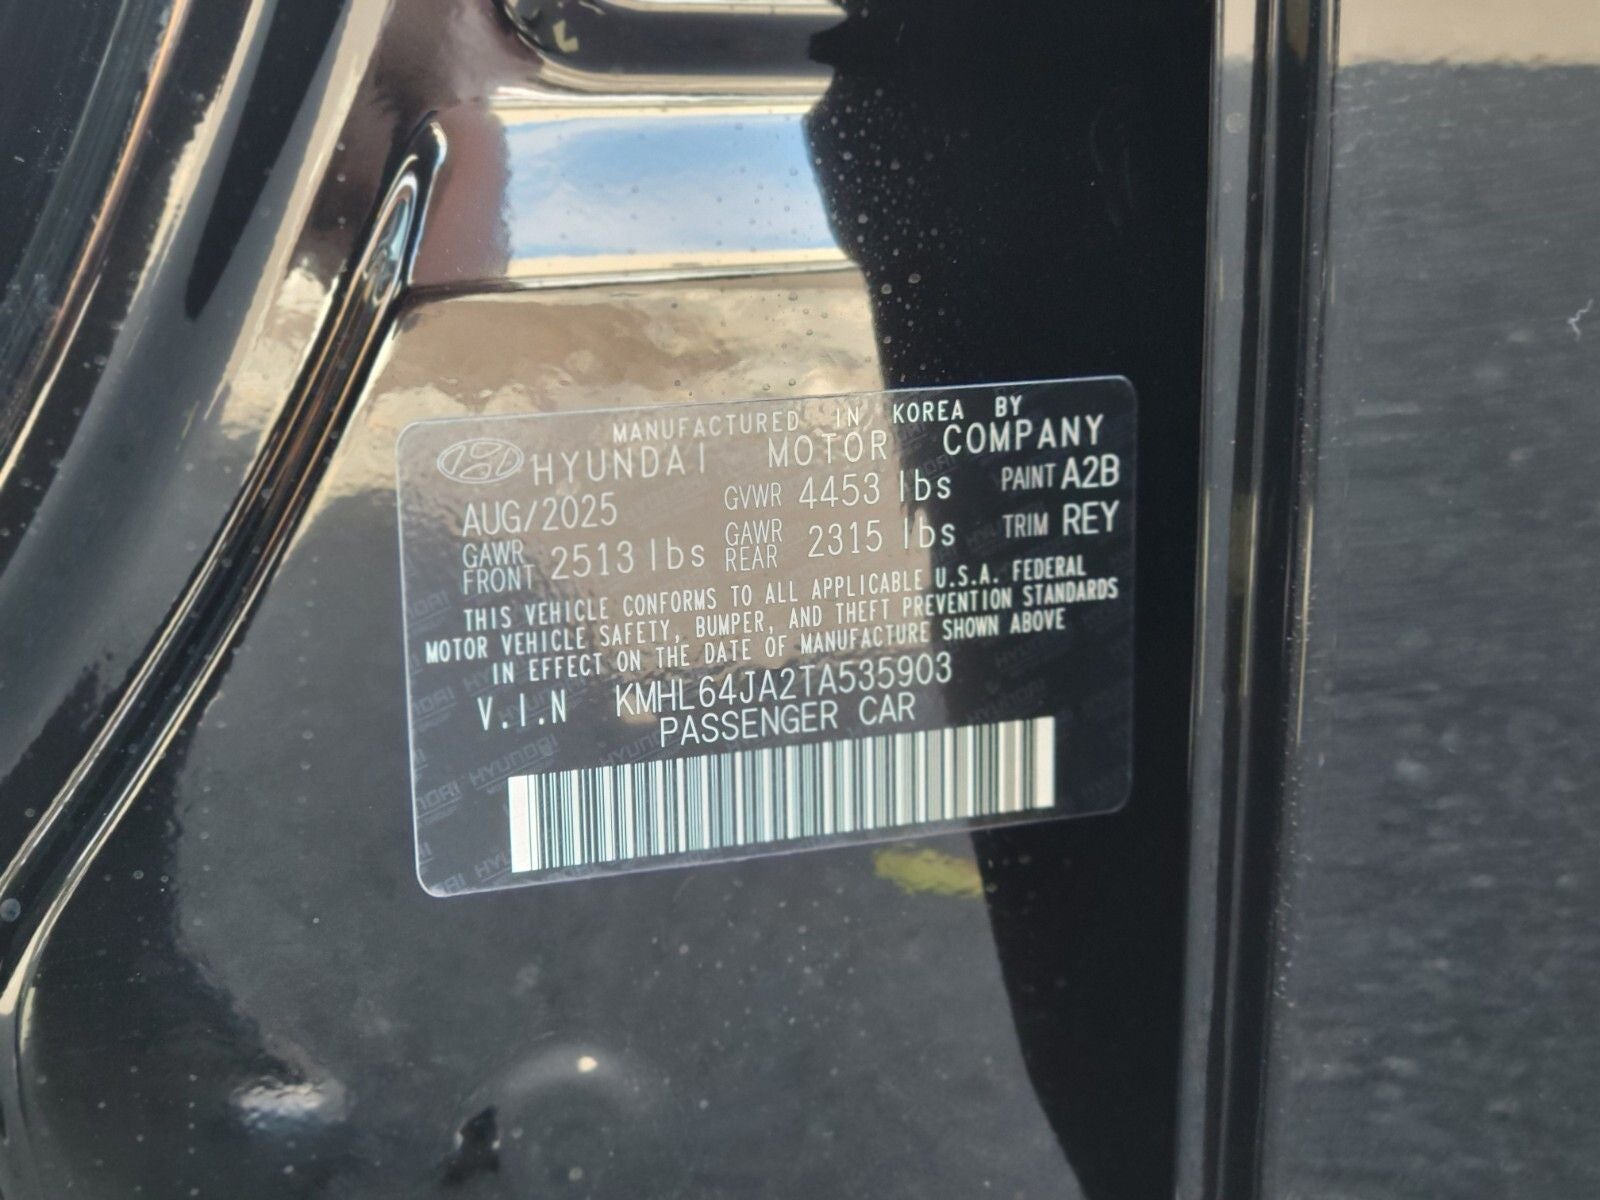 MANUFACTURED IN KOREA BY
HYUNDAI MOTOR COMPANY
AUG/2025 GVWR 4453 lbs PAINT A2B
GAWR FRONT 2513 lbs GAWR REAR 2315 lbs TRIM REY
THIS VEHICLE CONFORMS TO ALL APPLICABLE U.S.A. FEDERAL
MOTOR VEHICLE SAFETY, BUMPER, AND THEFT PREVENTION STANDARDS
IN EFFECT ON THE DATE OF MANUFACTURE SHOWN ABOVE
V.I.N KMHL64JA2TA535903
PASSENGER CAR